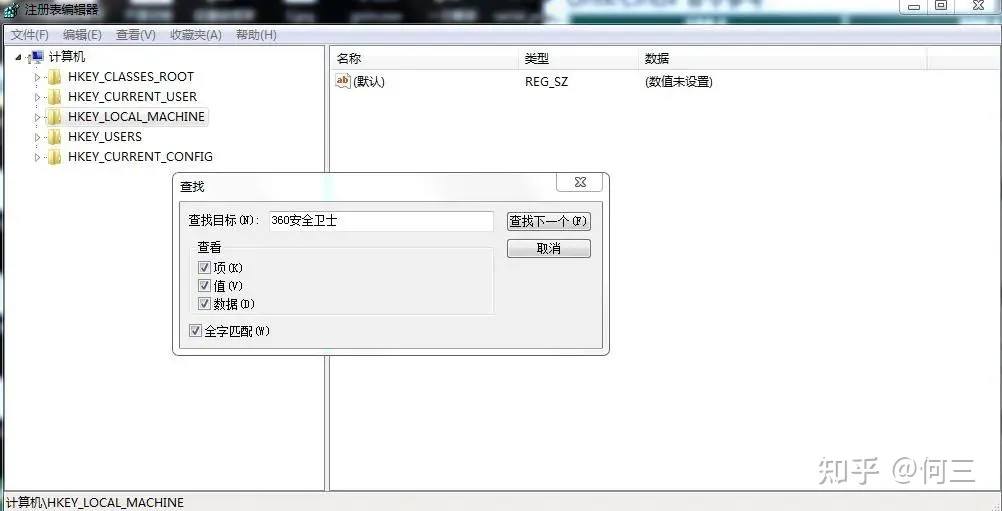 注册表编辑器
文件(F) 编辑(E) 查看(V) 收藏夹(A) 帮助(H)
计算机
HKEY_CLASSES_ROOT
HKEY_CURRENT_USER
HKEY_LOCAL_MACHINE
HKEY_USERS
HKEY_CURRENT_CONFIG
名称 类型 数据
ab (默认) REG_SZ (数值未设置)
查找
查找目标(N): 360安全卫士 查找下一个(F)
取消
查看
项(K)
值(V)
数据(D)
全字匹配(W)
知乎 @何三
计算机\HKEY_LOCAL_MACHINE